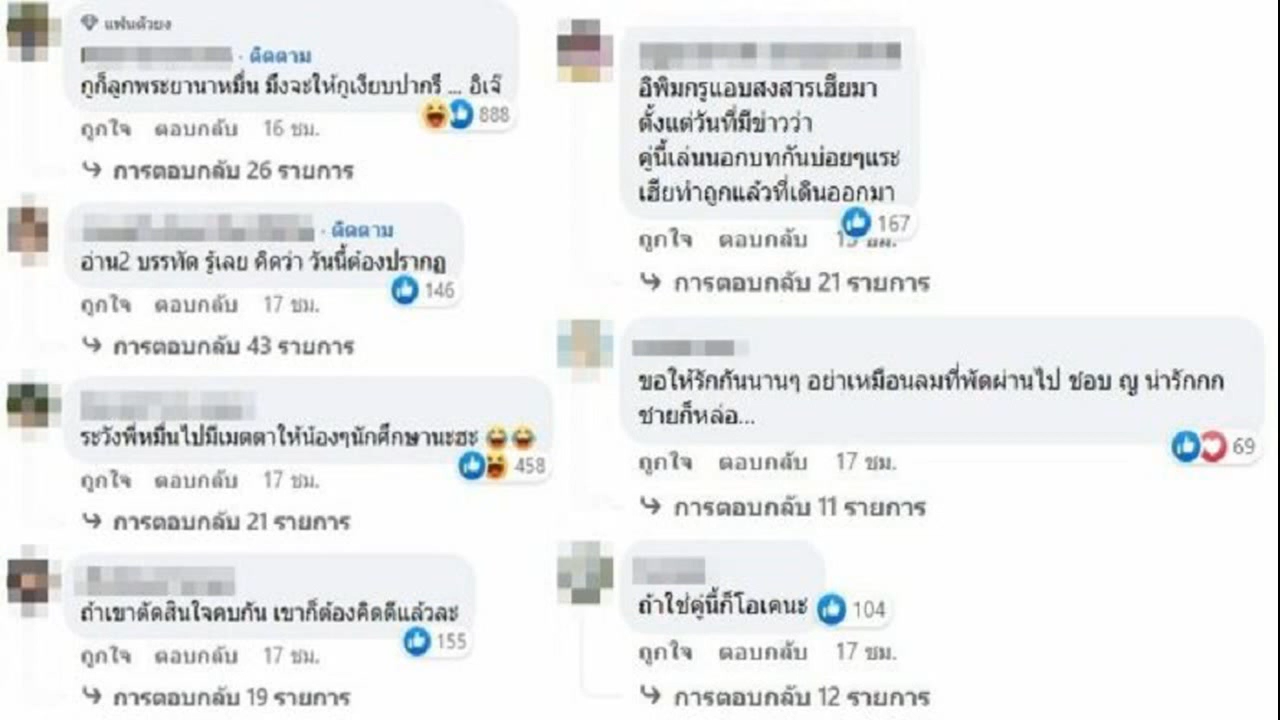 แฟนตัวยง
· ติดตาม
กูก็ลูกพระยานาหมื่น มึงจะให้กูเงียบปากรึ ... อิเจ๊
888
ถูกใจ ตอบกลับ 16 ชม.
การตอบกลับ 26 รายการ
· ติดตาม
อ่าน2 บรรทัด รู้เลย คิดว่า วันนี้ต้องปรากฏ
146
ถูกใจ ตอบกลับ 17 ชม.
การตอบกลับ 43 รายการ
ระวังพี่หมื่นไปมีเมตตาให้น้องๆนักศึกษานะฮะ 😂😂
458
ถูกใจ ตอบกลับ 17 ชม.
การตอบกลับ 21 รายการ
ถ้าเขาตัดสินใจคบกัน เขาก็ต้องคิดดีแล้วละ
155
ถูกใจ ตอบกลับ 17 ชม.
การตอบกลับ 19 รายการ
อิพิมกรูแอบสงสารเฮียมา
ตั้งแต่วันที่มีข่าวว่า
คู่นี้เล่นนอกบทกันบ่อยๆแระ
เฮียทำถูกแล้วที่เดินออกมา
167
ถูกใจ ตอบกลับ ชม.
การตอบกลับ 21 รายการ
ขอให้รักกันนานๆ อย่าเหมือนลมที่พัดผ่านไป ชอบ ญ น่ารักกก
ชายก็หล่อ...
69
ถูกใจ ตอบกลับ 17 ชม.
การตอบกลับ 11 รายการ
ถ้าใช่คู่นี้ก็โอเคนะ
104
ถูกใจ ตอบกลับ 17 ชม.
การตอบกลับ 12 รายการ